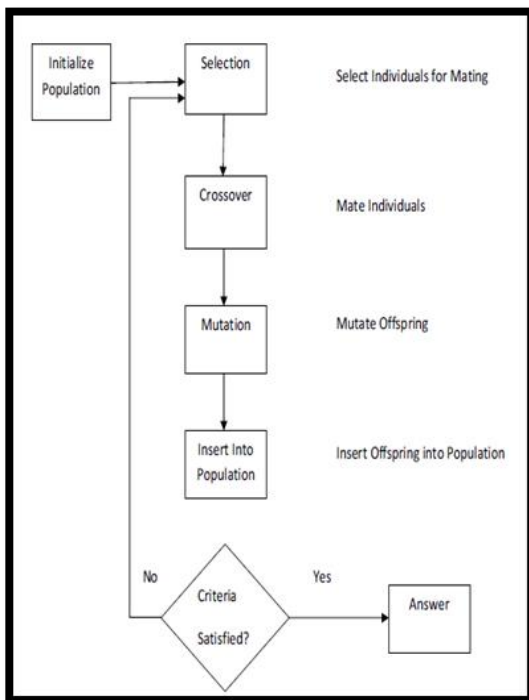 Initialize
Population
Selection
Select Individuals for Mating
Crossover
Mate Individuals
Mutation
Mutate Offspring
Insert Into
Population
Insert Offspring into Population
No
Yes
Criteria
Satisfied?
Answer